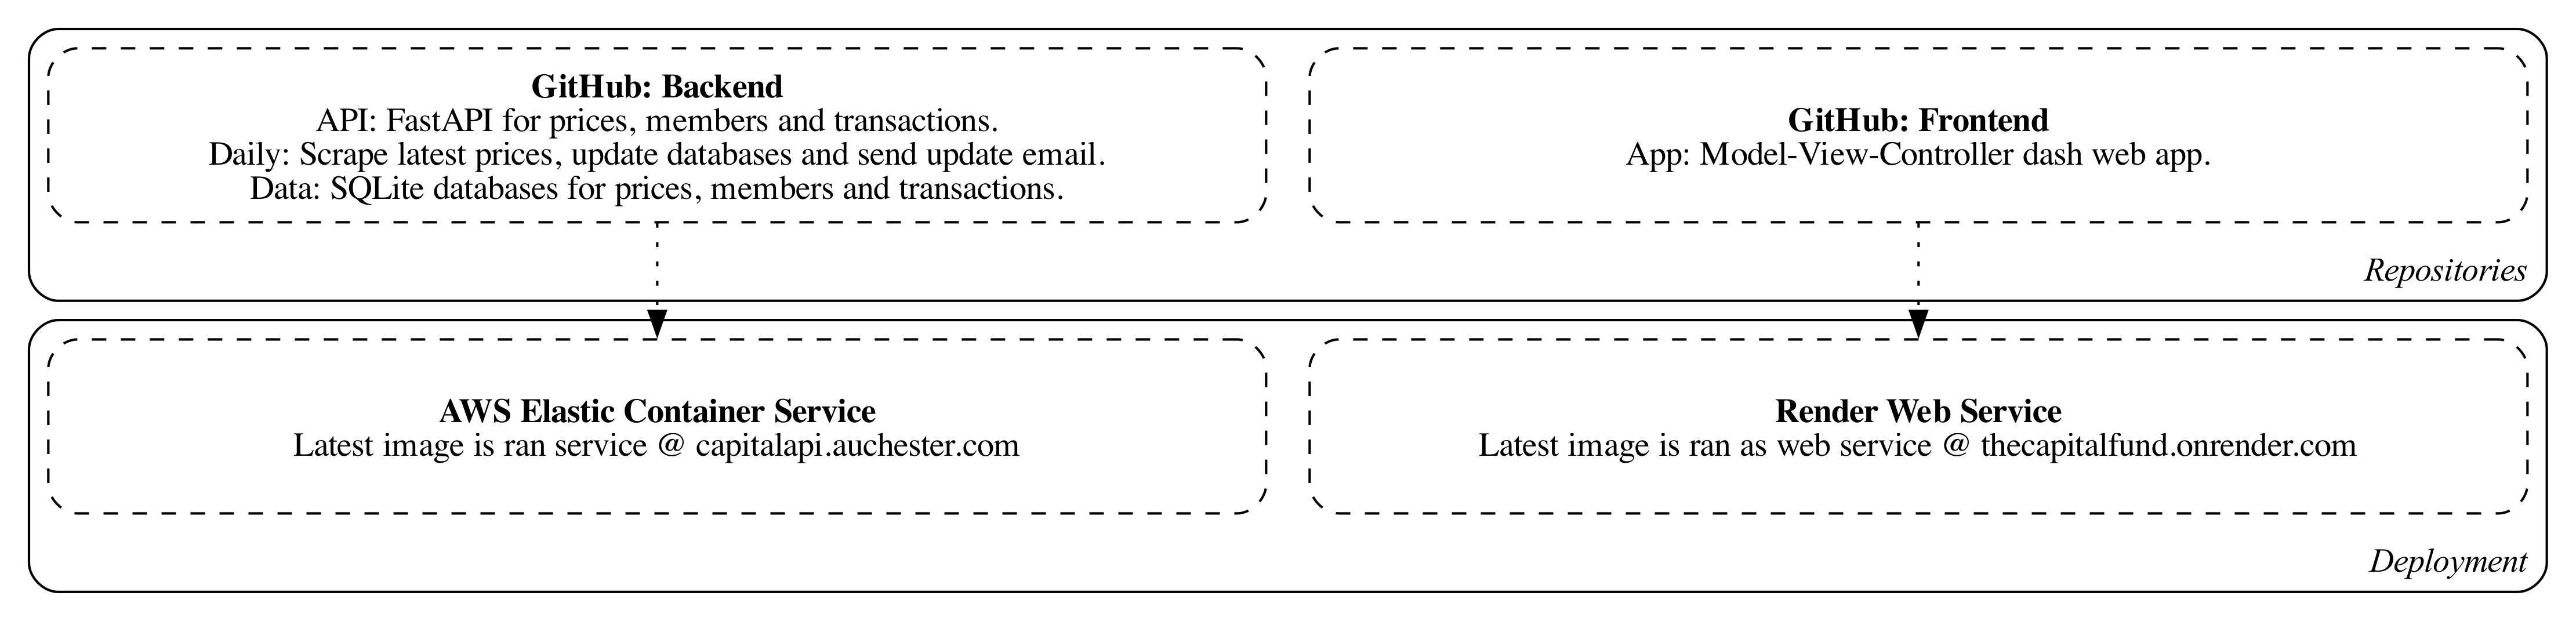 GitHub: Backend
API: FastAPI for prices, members and transactions.
Daily: Scrape latest prices, update databases and send update email.
Data: SQLite databases for prices, members and transactions.
GitHub: Frontend
App: Model-View-Controller dash web app.
Repositories
AWS Elastic Container Service
Latest image is ran service @ capitalapi.auchester.com
Render Web Service
Latest image is ran as web service @ thecapitalfund.onrender.com
Deployment